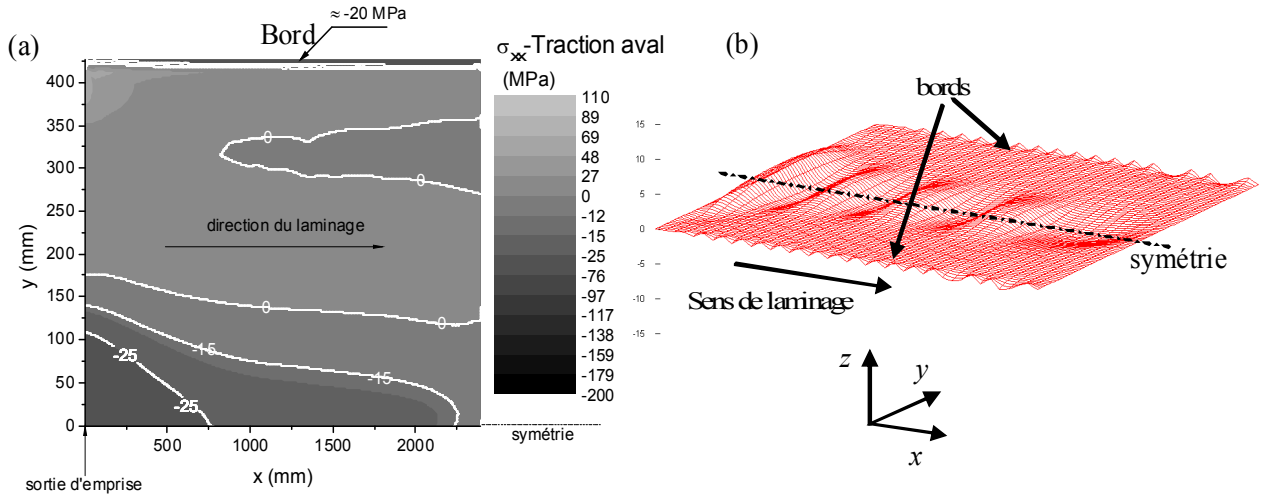 (a)
Bord
≈ -20 MPa
σxx-Traction aval
(MPa)
110
89
69
48
27
0
-12
-15
-25
-76
-97
-117
-138
-159
-179
-200
symétrie
400
350
300
250
200
150
100
50
0
y (mm)
0
0
direction du laminage
0
0
-15
-15
-25
-25
500
1000
1500
2000
x (mm)
sortie d'emprise
(b)
bords
15
10
5
0
-5
-10
-15
symétrie
Sens de laminage
z
y
x